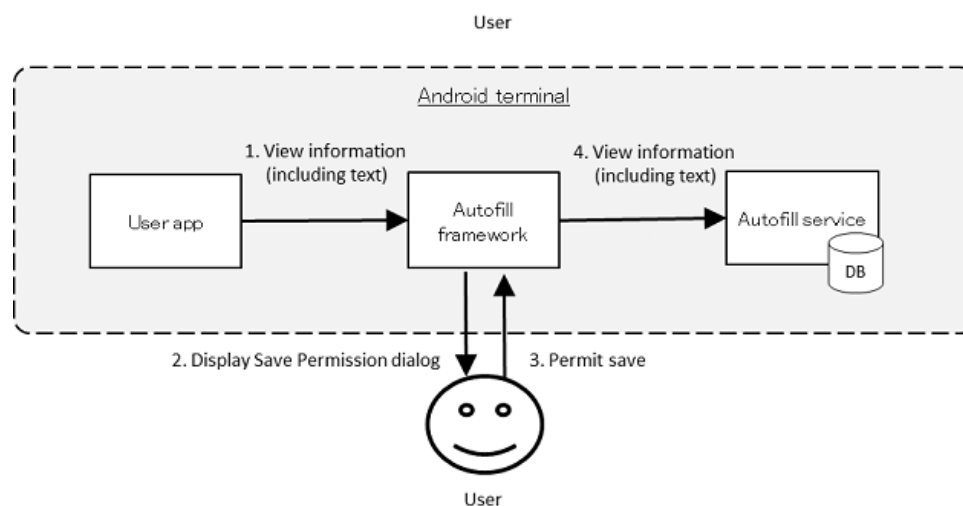 User
Android terminal
1. View information
(including text)
4. View information
(including text)
User app
Autofill
framework
Autofill service
DB
2. Display Save Permission dialog
3. Permit save
User